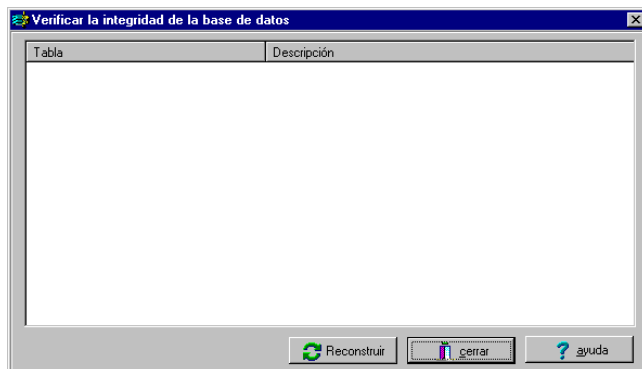 Verificar la integridad de la base de datos
Tabla Descripción
Reconstruir cerrar ayuda